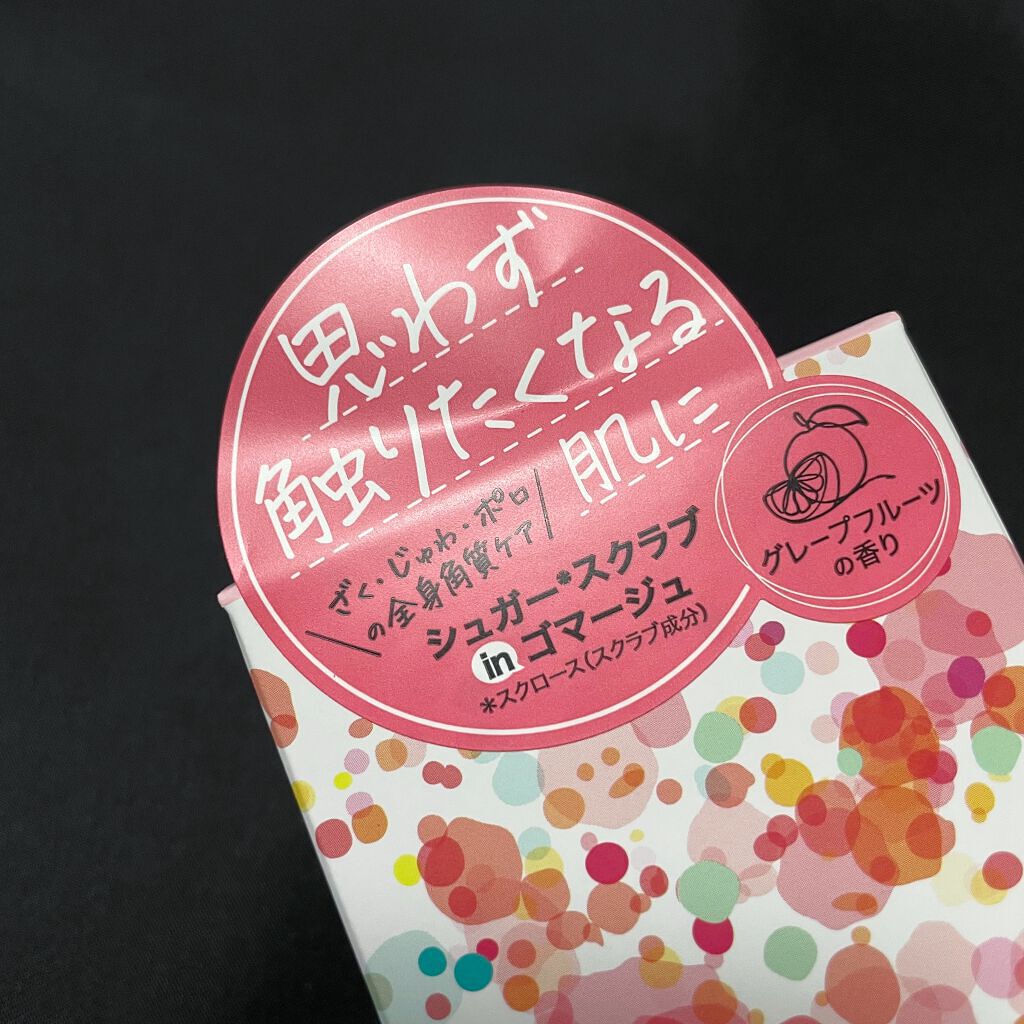 思わず
触りたくなる
肌に
ざく・じゅわ・ポロ
の全身角質ケア
シュガー*スクラブ
in ゴマージュ
*スクロース(スクラブ成分)
グレープフルーツ
の香り